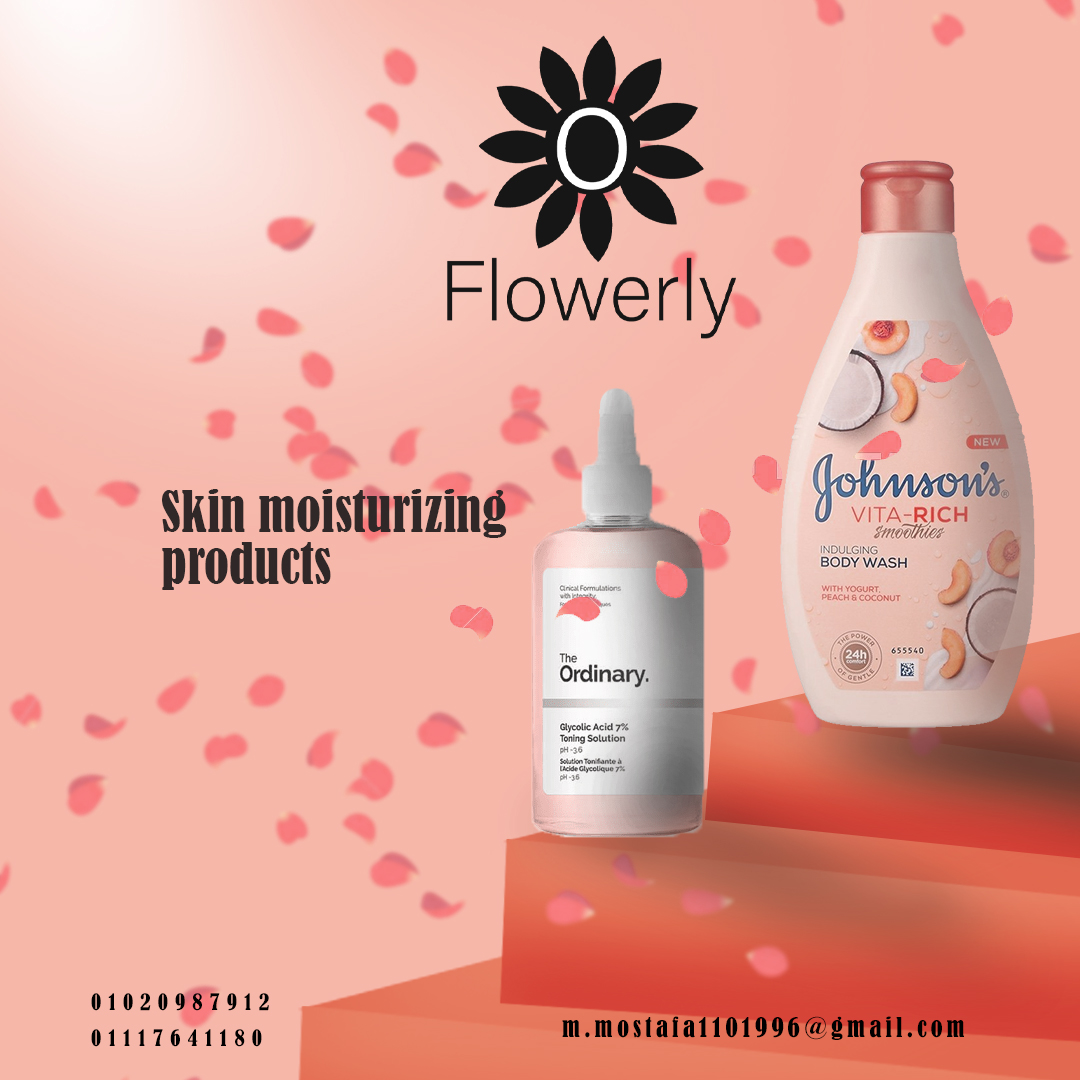 O
Flowerly
Skin moisturizing
products
Clinical Formulations
with Integrity.
The
Ordinary.
Glycolic Acid 7%
Toning Solution
pH -3.6
Solution Tonifiante à
l'Acide Glycolique 7%
pH -3.6
NEW
Johnson's®
VITA-RICH
smoothies
INDULGING
BODY WASH
WITH YOGURT,
PEACH & COCONUT
THE POWER OF GENTLE
24h
comfort
655540
01020987912
01117641180
m.mostafa1101996@gmail.com